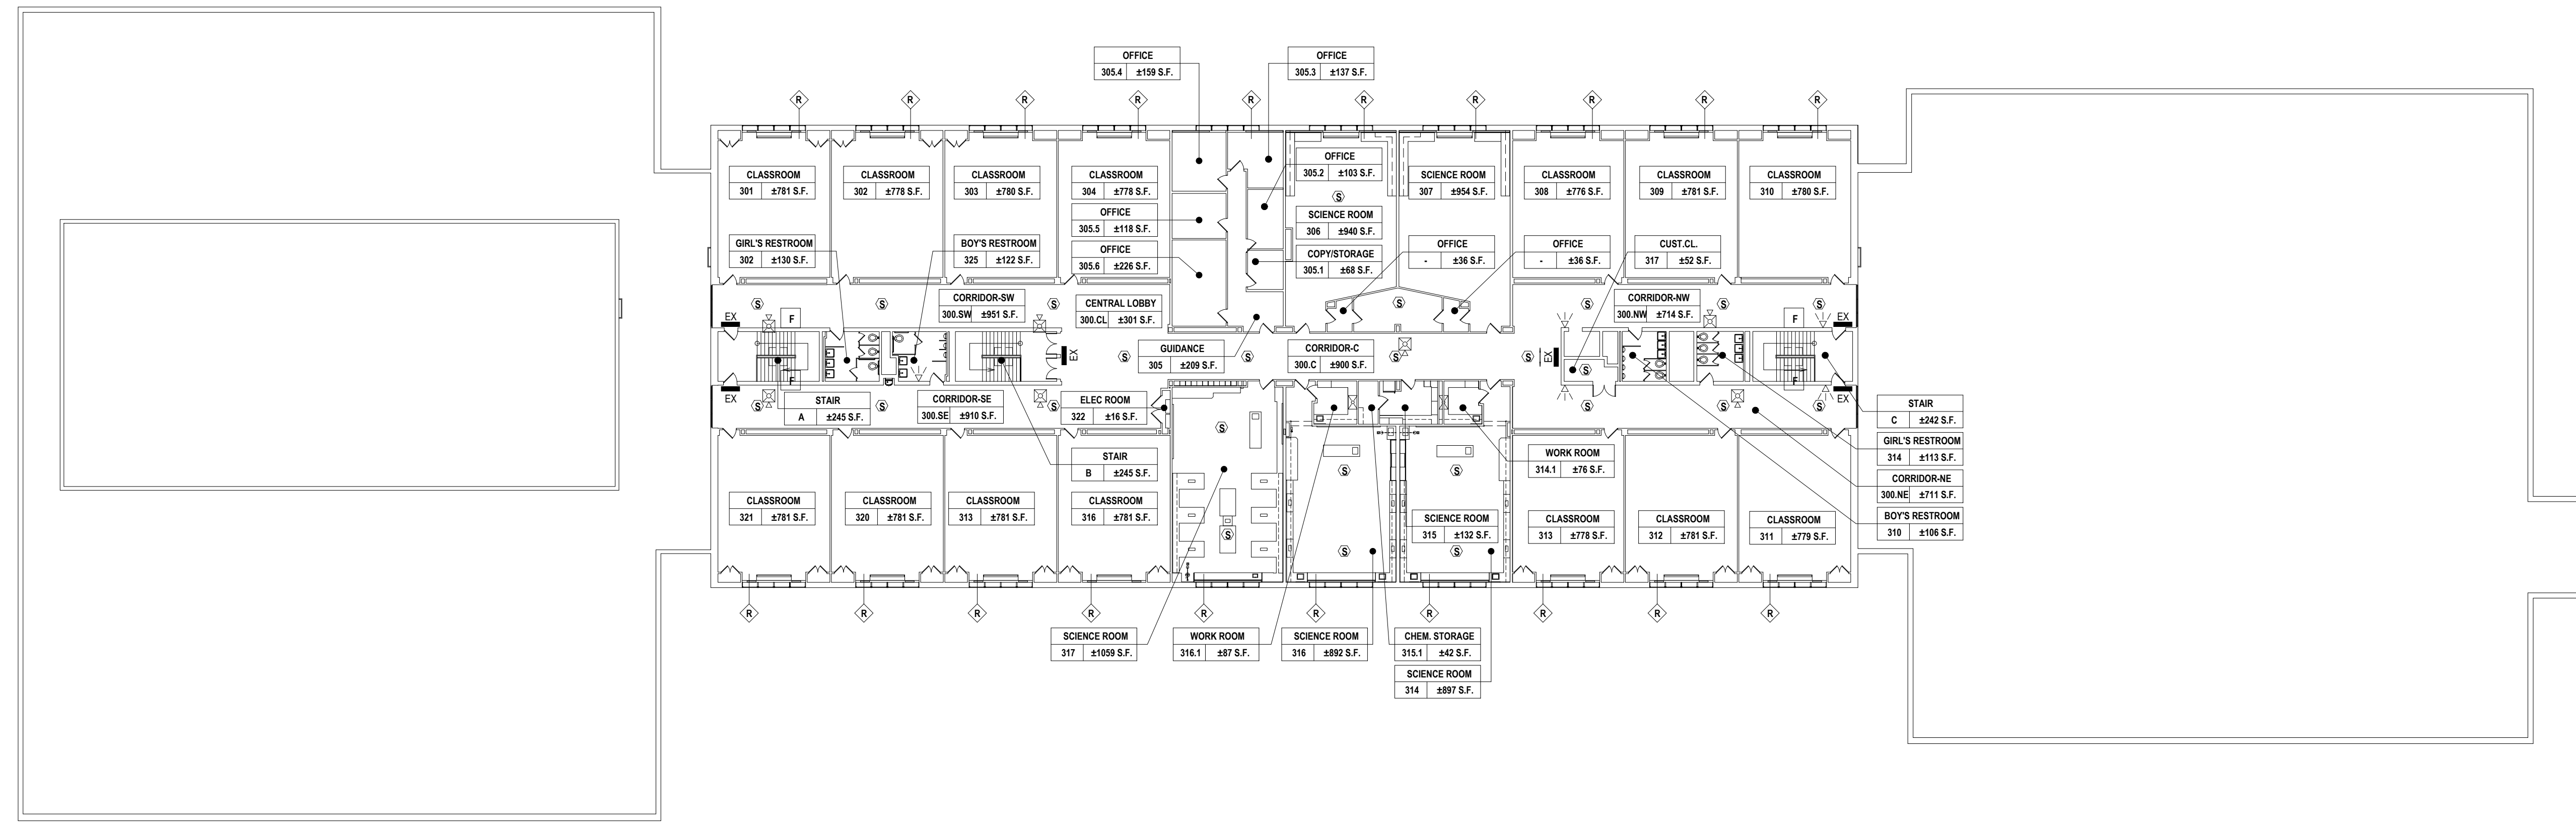 OFFICE
305.4 ±159 S.F.
OFFICE
305.3 ±137 S.F.
R R R R R R R R R R
CLASSROOM
301 ±781 S.F.
CLASSROOM
302 ±778 S.F.
CLASSROOM
303 ±780 S.F.
CLASSROOM
304 ±778 S.F.
OFFICE
305.2 ±103 S.F.
SCIENCE ROOM
307 ±954 S.F.
CLASSROOM
308 ±776 S.F.
CLASSROOM
309 ±781 S.F.
CLASSROOM
310 ±780 S.F.
S
OFFICE
305.5 ±118 S.F.
SCIENCE ROOM
306 ±940 S.F.
GIRL'S RESTROOM
302 ±130 S.F.
BOY'S RESTROOM
325 ±122 S.F.
OFFICE
305.6 ±226 S.F.
COPY/STORAGE
305.1 ±68 S.F.
OFFICE
- ±36 S.F.
OFFICE
- ±36 S.F.
CUST.CL.
317 ±52 S.F.
S S S S S S S
CORRIDOR-SW
300.SW ±951 S.F.
CENTRAL LOBBY
300.CL ±301 S.F.
CORRIDOR-NW
300.NW ±714 S.F.
EX F F EX
GUIDANCE
305 ±209 S.F.
CORRIDOR-C
300.C ±900 S.F.
EX S S S S EX
S
F F
EX EX
STAIR
A ±245 S.F.
CORRIDOR-SE
300.SE ±910 S.F.
ELEC ROOM
322 ±16 S.F.
STAIR
C ±242 S.F.
S S S S S S
S
GIRL'S RESTROOM
314 ±113 S.F.
STAIR
B ±245 S.F.
WORK ROOM
314.1 ±76 S.F.
S S
CORRIDOR-NE
300.NE ±711 S.F.
CLASSROOM
321 ±781 S.F.
CLASSROOM
320 ±781 S.F.
CLASSROOM
313 ±781 S.F.
CLASSROOM
316 ±781 S.F.
SCIENCE ROOM
315 ±132 S.F.
CLASSROOM
313 ±778 S.F.
CLASSROOM
312 ±781 S.F.
CLASSROOM
311 ±779 S.F.
BOY'S RESTROOM
310 ±106 S.F.
S S S
R R R R R R R R R R
SCIENCE ROOM
317 ±1059 S.F.
WORK ROOM
316.1 ±87 S.F.
SCIENCE ROOM
316 ±892 S.F.
CHEM. STORAGE
315.1 ±42 S.F.
SCIENCE ROOM
314 ±897 S.F.